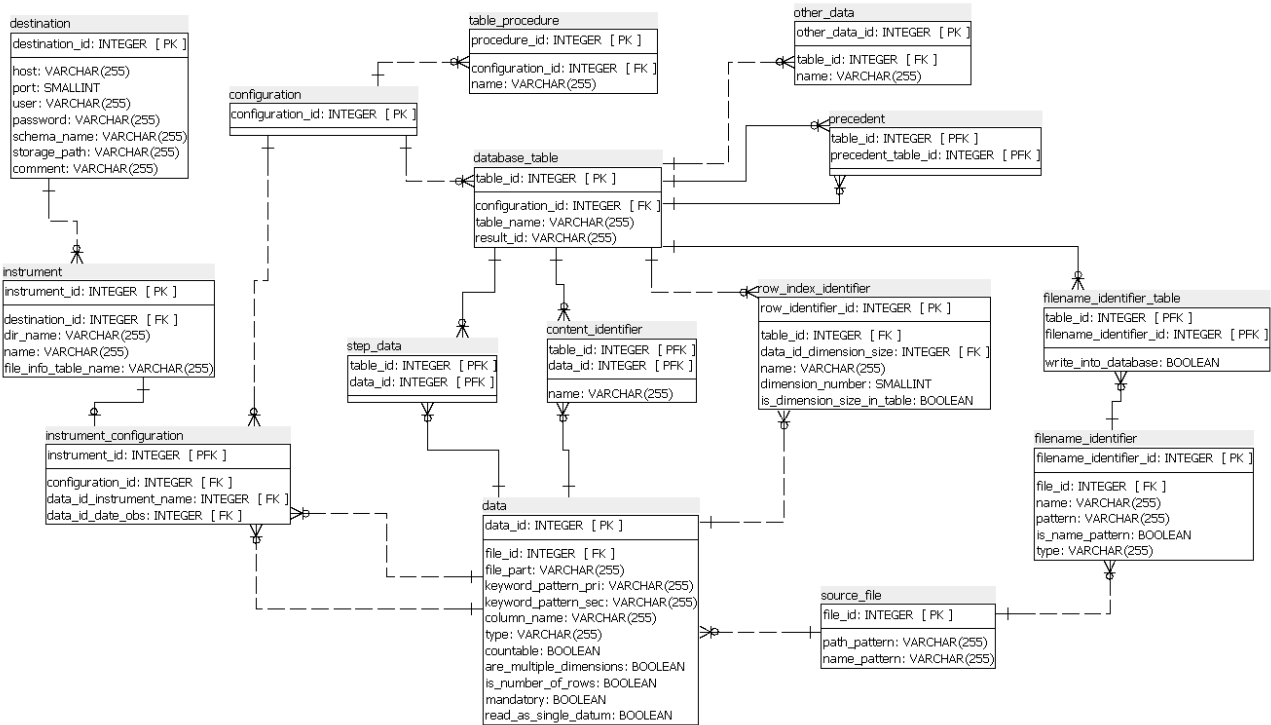 destination
destination_id: INTEGER [ PK ]
host: VARCHAR(255)
port: SMALLINT
user: VARCHAR(255)
password: VARCHAR(255)
schema_name: VARCHAR(255)
storage_path: VARCHAR(255)
comment: VARCHAR(255)
table_procedure
procedure_id: INTEGER [ PK ]
configuration_id: INTEGER [ FK ]
name: VARCHAR(255)
other_data
other_data_id: INTEGER [ PK ]
table_id: INTEGER [ FK ]
name: VARCHAR(255)
configuration
configuration_id: INTEGER [ PK ]
precedent
table_id: INTEGER [ PFK ]
precedent_table_id: INTEGER [ PFK ]
database_table
table_id: INTEGER [ PK ]
configuration_id: INTEGER [ FK ]
table_name: VARCHAR(255)
result_id: VARCHAR(255)
instrument
instrument_id: INTEGER [ PK ]
destination_id: INTEGER [ FK ]
dir_name: VARCHAR(255)
name: VARCHAR(255)
file_info_table_name: VARCHAR(255)
step_data
table_id: INTEGER [ PFK ]
data_id: INTEGER [ PFK ]
content_identifier
table_id: INTEGER [ PFK ]
data_id: INTEGER [ PFK ]
name: VARCHAR(255)
row_index_identifier
row_identifier_id: INTEGER [ PK ]
table_id: INTEGER [ FK ]
data_id_dimension_size: INTEGER [ FK ]
name: VARCHAR(255)
dimension_number: SMALLINT
is_dimension_size_in_table: BOOLEAN
filename_identifier_table
table_id: INTEGER [ PFK ]
filename_identifier_id: INTEGER [ PFK ]
write_into_database: BOOLEAN
instrument_configuration
instrument_id: INTEGER [ PFK ]
configuration_id: INTEGER [ FK ]
data_id_instrument_name: INTEGER [ FK ]
data_id_date_obs: INTEGER [ FK ]
filename_identifier
filename_identifier_id: INTEGER [ PK ]
file_id: INTEGER [ FK ]
name: VARCHAR(255)
pattern: VARCHAR(255)
is_name_pattern: BOOLEAN
type: VARCHAR(255)
data
data_id: INTEGER [ PK ]
file_id: INTEGER [ FK ]
file_part: VARCHAR(255)
keyword_pattern_pri: VARCHAR(255)
keyword_pattern_sec: VARCHAR(255)
column_name: VARCHAR(255)
type: VARCHAR(255)
countable: BOOLEAN
are_multiple_dimensions: BOOLEAN
is_number_of_rows: BOOLEAN
mandatory: BOOLEAN
read_as_single_datum: BOOLEAN
source_file
file_id: INTEGER [ PK ]
path_pattern: VARCHAR(255)
name_pattern: VARCHAR(255)